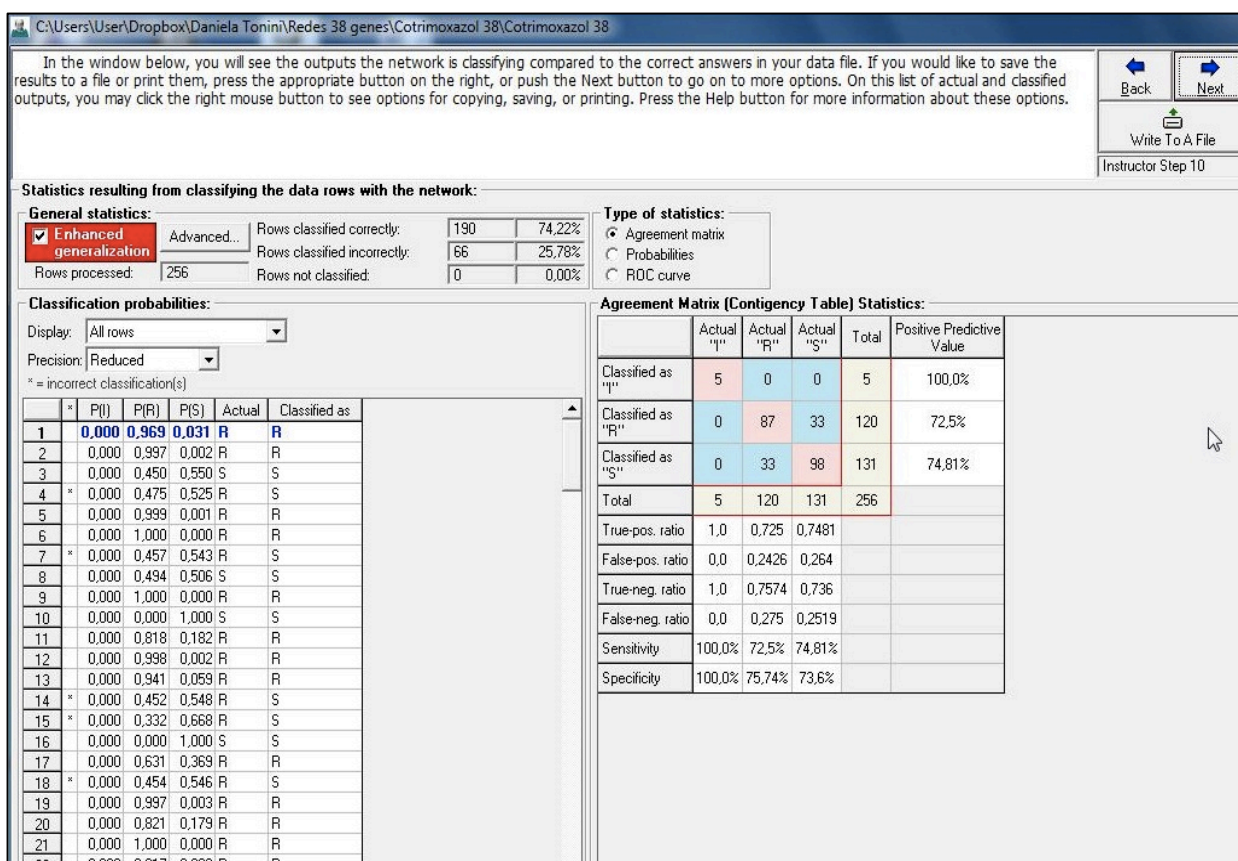 C:\Users\User\Dropbox\Daniela Tonini\Redes 38 genes\Cotrimoxazol 38\Cotrimoxazol 38
In the window below, you will see the outputs the network is classifying compared to the correct answers in your data file. If you would like to save the
results to a file or print them, press the appropriate button on the right, or push the Next button to go on to more options. On this list of actual and classified
outputs, you may click the right mouse button to see options for copying, saving, or printing. Press the Help button for more information about these options.
Back Next
Write To A File
Instructor Step 10
Statistics resulting from classifying the data rows with the network:
General statistics:
Enhanced generalization
Advanced...
Rows processed: 256
Rows classified correctly: 190 74,22%
Rows classified incorrectly: 66 25,78%
Rows not classified: 0 0,00%
Type of statistics:
Agreement matrix
Probabilities
ROC curve
Classification probabilities:
Display: All rows
Precision: Reduced
* = incorrect classification(s)
* P(I) P(R) P(S) Actual Classified as
1 0,000 0,969 0,031 R R
2 0,000 0,997 0,002 R R
3 0,000 0,450 0,550 S S
4 * 0,000 0,475 0,525 R S
5 0,000 0,999 0,001 R R
6 0,000 1,000 0,000 R R
7 * 0,000 0,457 0,543 R S
8 0,000 0,494 0,506 S S
9 0,000 1,000 0,000 R R
10 0,000 0,000 1,000 S S
11 0,000 0,818 0,182 R R
12 0,000 0,998 0,002 R R
13 0,000 0,941 0,059 R R
14 * 0,000 0,452 0,548 R S
15 * 0,000 0,332 0,668 R S
16 0,000 0,000 1,000 S S
17 0,000 0,631 0,369 R R
18 * 0,000 0,454 0,546 R S
19 0,000 0,997 0,003 R R
20 0,000 0,821 0,179 R R
21 0,000 1,000 0,000 R R
Agreement Matrix (Contigency Table) Statistics:
Actual "I" Actual "R" Actual "S" Total Positive Predictive Value
Classified as "I" 5 0 0 5 100,0%
Classified as "R" 0 87 33 120 72,5%
Classified as "S" 0 33 98 131 74,81%
Total 5 120 131 256
True-pos. ratio 1,0 0,725 0,7481
False-pos. ratio 0,0 0,2426 0,264
True-neg. ratio 1,0 0,7574 0,736
False-neg. ratio 0,0 0,275 0,2519
Sensitivity 100,0% 72,5% 74,81%
Specificity 100,0% 75,74% 73,6%